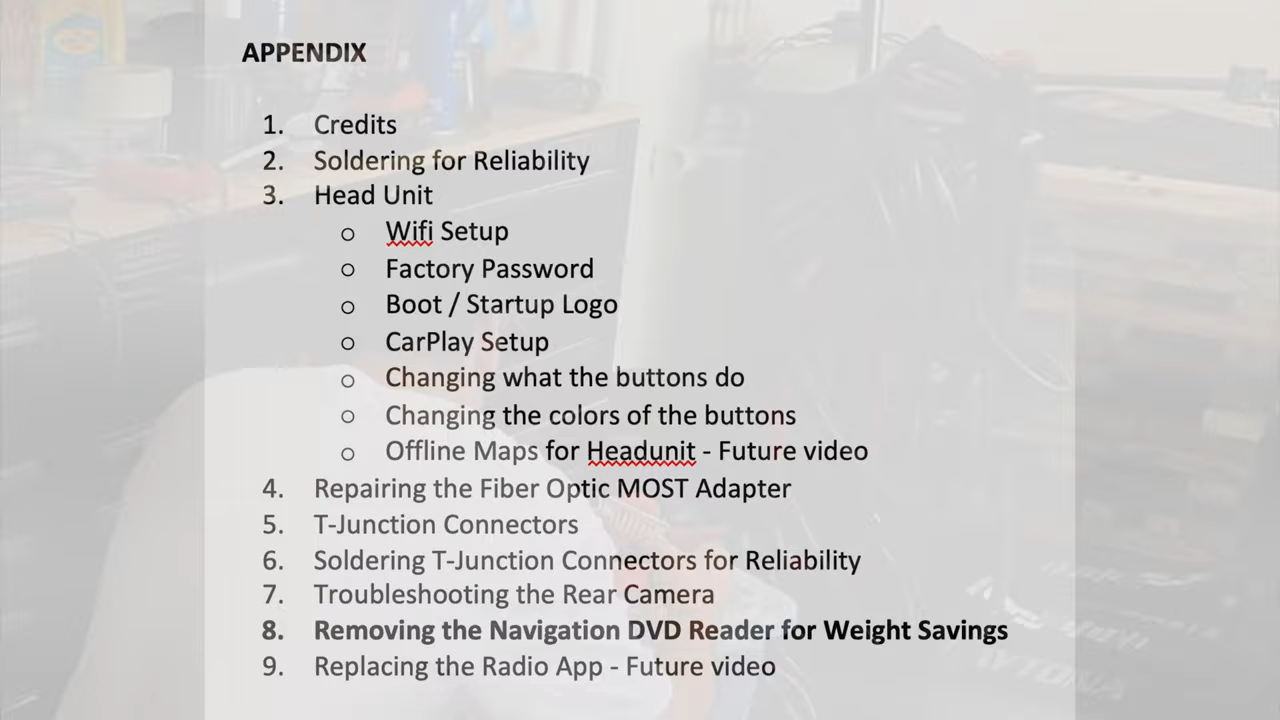 APPENDIX
1. Credits
2. Soldering for Reliability
3. Head Unit
o Wifi Setup
o Factory Password
o Boot / Startup Logo
o CarPlay Setup
o Changing what the buttons do
o Changing the colors of the buttons
o Offline Maps for Headunit - Future video
4. Repairing the Fiber Optic MOST Adapter
5. T-Junction Connectors
6. Soldering T-Junction Connectors for Reliability
7. Troubleshooting the Rear Camera
8. Removing the Navigation DVD Reader for Weight Savings
9. Replacing the Radio App - Future video